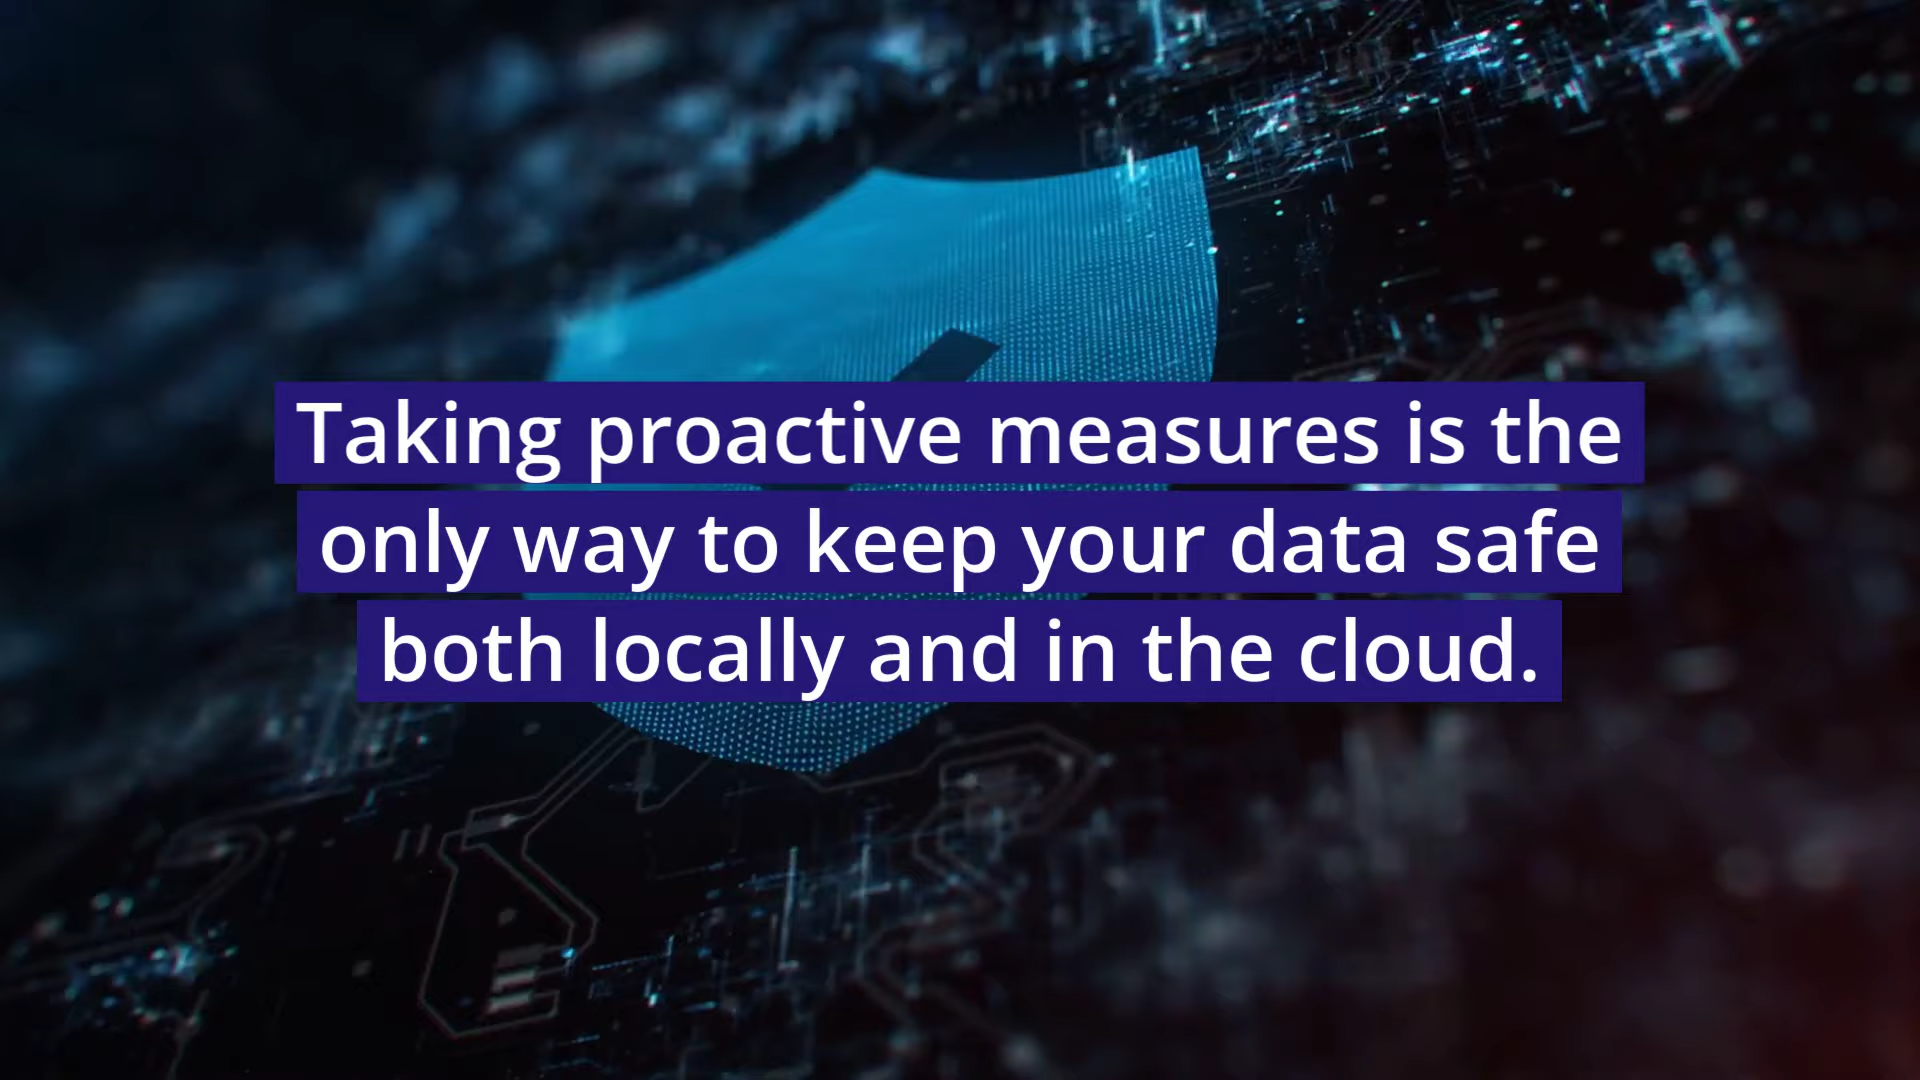 Taking proactive measures is the
only way to keep your data safe
both locally and in the cloud.